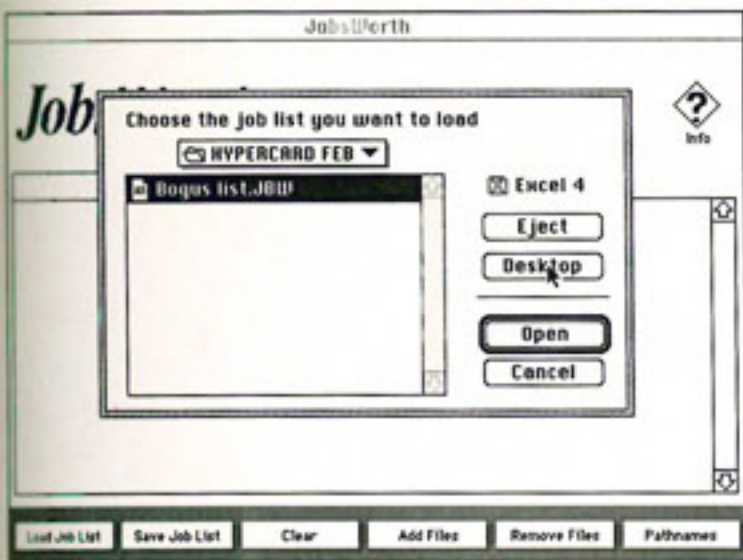 JobsWorth
Job
Info
Choose the job list you want to load
HYPERCARD FEB
Bogus list.JBW
Excel 4
Eject
Desktop
Open
Cancel
Load Job List
Save Job List
Clear
Add Files
Remove Files
Pathnames